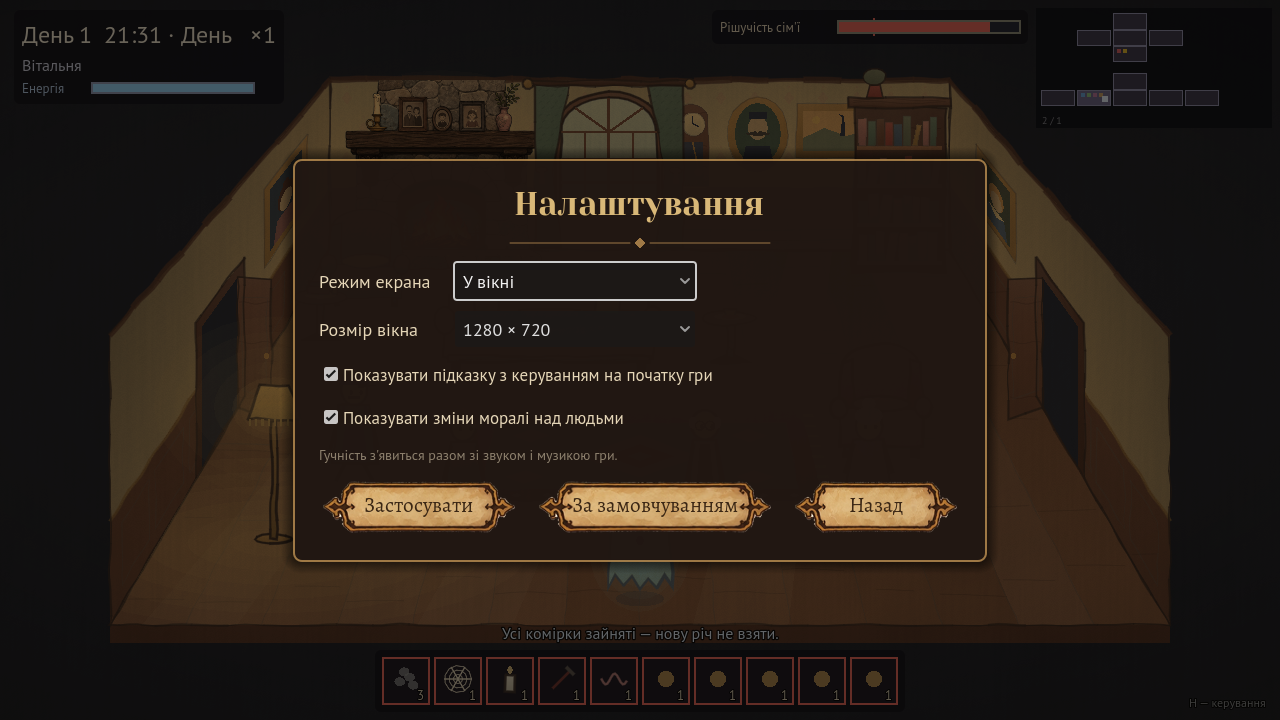 День 1 21:31 · День ×1
Вітальня
Енергія
Рішучість сім'ї
2 / 1
Налаштування
Режим екрана У вікні
Розмір вікна 1280 × 720
Показувати підказку з керуванням на початку гри
Показувати зміни моралі над людьми
Гучність з'явиться разом зі звуком і музикою гри.
Застосувати За замовчуванням Назад
Усі комірки зайняті — нову річ не взяти.
3 1 1 1 1 1 1 1 1 1
H — керування